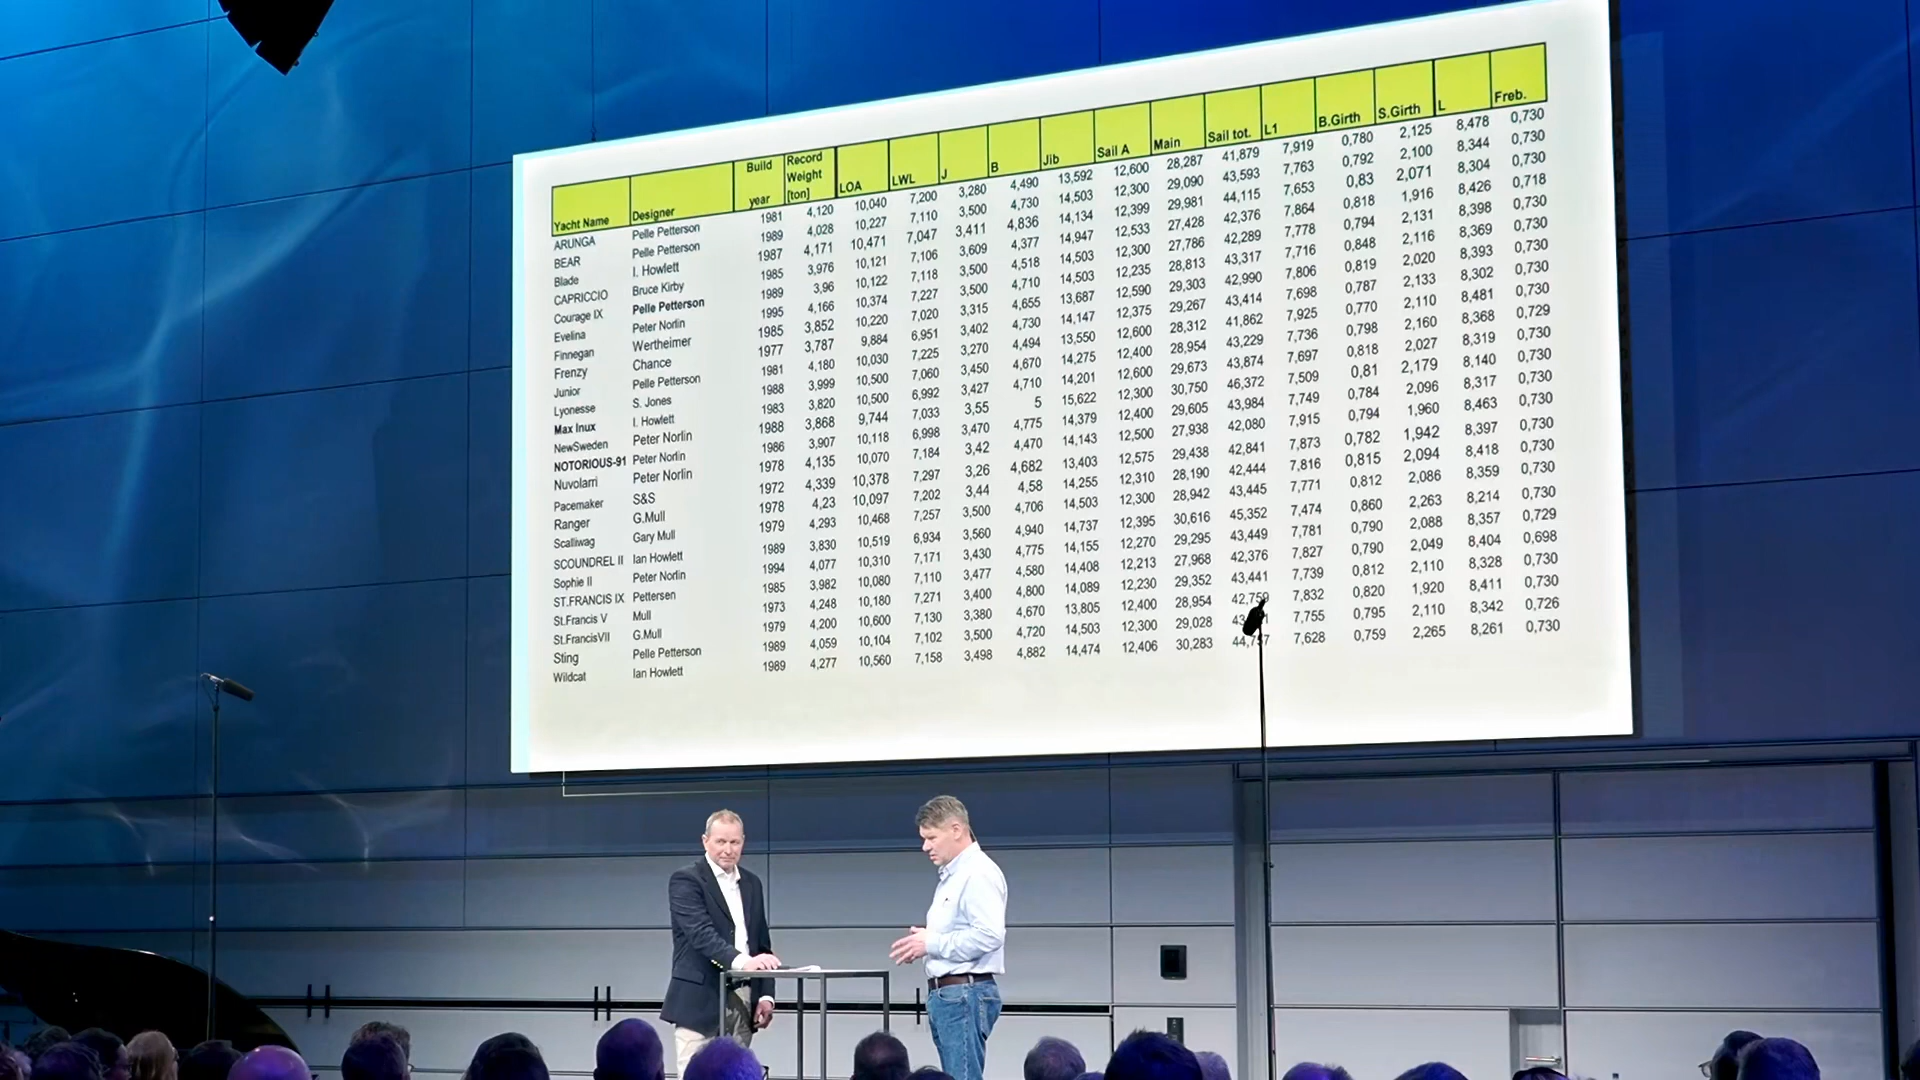 Yacht Name Designer Build year Record Weight [ton] LOA LWL J B Jib Sail A Main Sail tot. L1 B.Girth S.Girth L Freb.
ARUNGA Pelle Petterson 1981 4,120 10,040 7,200 3,280 4,490 13,592 12,600 28,287 41,879 7,919 0,780 2,125 8,478 0,730
BEAR Pelle Petterson 1989 4,028 10,227 7,110 3,500 4,730 14,503 12,300 29,090 43,593 7,763 0,792 2,100 8,344 0,730
Blade I. Howlett 1987 4,171 10,471 7,047 3,411 4,836 14,134 12,399 29,981 44,115 7,653 0,83 2,071 8,304 0,730
CAPRICCIO Bruce Kirby 1985 3,976 10,121 7,106 3,609 4,377 14,947 12,533 27,428 42,376 7,864 0,818 1,916 8,426 0,718
Courage IX Pelle Petterson 1989 3,96 10,122 7,118 3,500 4,518 14,503 12,300 27,786 42,289 7,778 0,794 2,131 8,398 0,730
Evelina Peter Norlin 1995 4,166 10,374 7,227 3,500 4,710 14,503 12,235 28,813 43,317 7,716 0,848 2,116 8,369 0,730
Finnegan Wertheimer 1985 3,852 10,220 7,020 3,315 4,655 13,687 12,590 29,303 42,990 7,806 0,819 2,020 8,393 0,730
Frenzy Chance 1977 3,787 9,884 6,951 3,402 4,730 14,147 12,375 29,267 43,414 7,698 0,787 2,133 8,302 0,730
Junior Pelle Petterson 1981 4,180 10,030 7,225 3,270 4,494 13,550 12,600 28,312 41,862 7,925 0,770 2,110 8,481 0,730
Lyonesse S. Jones 1988 3,999 10,500 7,060 3,450 4,670 14,275 12,400 28,954 43,229 7,736 0,798 2,160 8,368 0,729
Max Inux I. Howlett 1983 3,820 10,500 6,992 3,427 4,710 14,201 12,600 29,673 43,874 7,697 0,818 2,027 8,319 0,730
NewSweden Peter Norlin 1988 3,868 9,744 7,033 3,55 5 15,622 12,300 30,750 46,372 7,509 0,81 2,179 8,140 0,730
NOTORIOUS-91 Peter Norlin 1986 3,907 10,118 6,998 3,470 4,775 14,379 12,400 29,605 43,984 7,749 0,784 2,096 8,317 0,730
Nuvolarri Peter Norlin 1978 4,135 10,070 7,184 3,42 4,470 14,143 12,500 27,938 42,080 7,915 0,794 1,960 8,463 0,730
Pacemaker S&S 1972 4,339 10,378 7,297 3,26 4,682 13,403 12,575 29,438 42,841 7,873 0,782 1,942 8,397 0,730
Ranger G.Mull 1978 4,23 10,097 7,202 3,44 4,58 14,255 12,310 28,190 42,444 7,816 0,815 2,094 8,418 0,730
Scalliwag Gary Mull 1979 4,293 10,468 7,257 3,500 4,706 14,503 12,300 28,942 43,445 7,771 0,812 2,086 8,359 0,730
SCOUNDREL II Ian Howlett 1989 3,830 10,519 6,934 3,560 4,940 14,737 12,395 30,616 45,352 7,474 0,860 2,263 8,214 0,730
Sophie II Peter Norlin 1994 4,077 10,310 7,171 3,430 4,775 14,155 12,270 29,295 43,449 7,781 0,790 2,088 8,357 0,729
ST.FRANCIS IX Pettersen 1985 3,982 10,080 7,110 3,477 4,580 14,408 12,213 27,968 42,376 7,827 0,790 2,049 8,404 0,698
St.Francis V Mull 1973 4,248 10,180 7,271 3,400 4,800 14,089 12,230 29,352 43,441 7,739 0,812 2,110 8,328 0,730
St.FrancisVII G.Mull 1979 4,200 10,600 7,130 3,380 4,670 13,805 12,400 28,954 42,759 7,832 0,820 1,920 8,411 0,730
Sting Pelle Petterson 1989 4,059 10,104 7,102 3,500 4,720 14,503 12,300 29,028 7,755 0,795 2,110 8,342 0,726
Wildcat Ian Howlett 1989 4,277 10,560 7,158 3,498 4,882 14,474 12,406 30,283 44,757 7,628 0,759 2,265 8,261 0,730